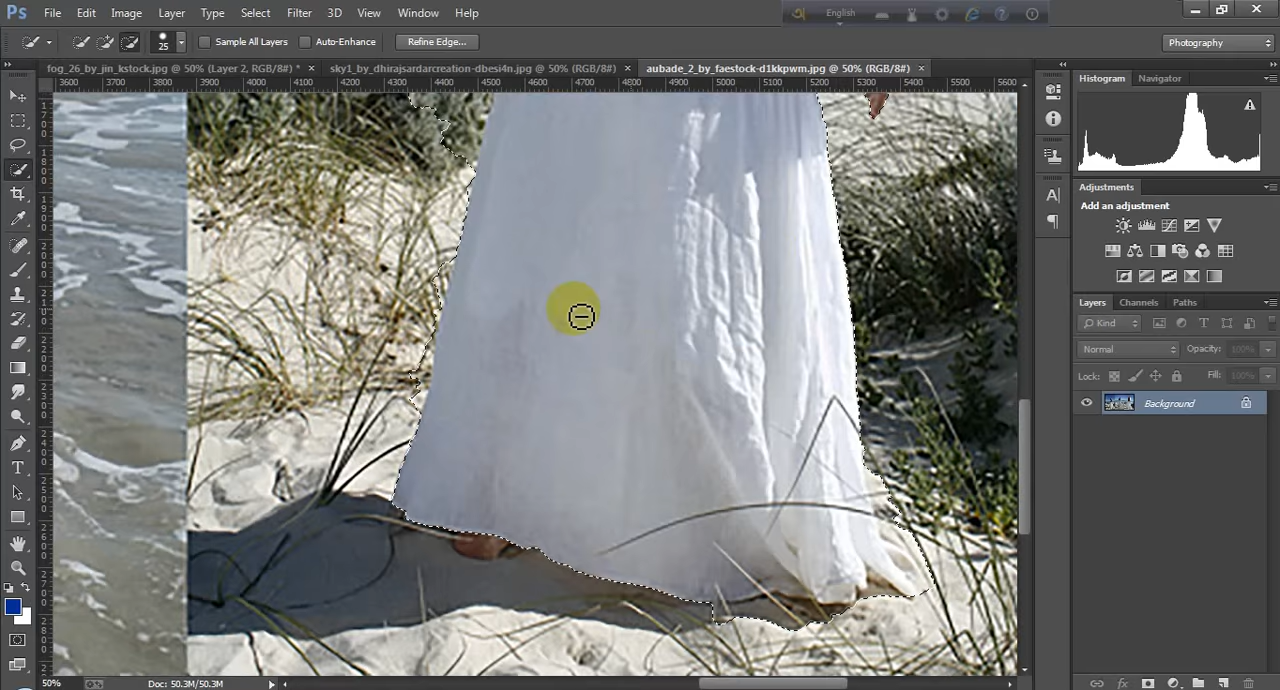 Ps File Edit Image Layer Type Select Filter 3D View Window Help
English
25 Sample All Layers Auto-Enhance Refine Edge... Photography
fog_26_by_jin_kstock.jpg @ 50% (Layer 2, RGB/8#) * × sky1_by_dhirajsardarcreation-dbesi4n.jpg @ 50% (RGB/8#) × aubade_2_by_faestock-d1kkpwm.jpg @ 50% (RGB/8#) ×
3600 3700 3800 3900 4000 4100 4200 4300 4400 4500 4600 4700 4800 4900 5000 5100 5200 5300 5400 5500 5600
Histogram Navigator
Adjustments
Add an adjustment
Layers Channels Paths
Kind
Normal Opacity: 100%
Lock: Fill: 100%
Background
50% Doc: 50.3M/50.3M